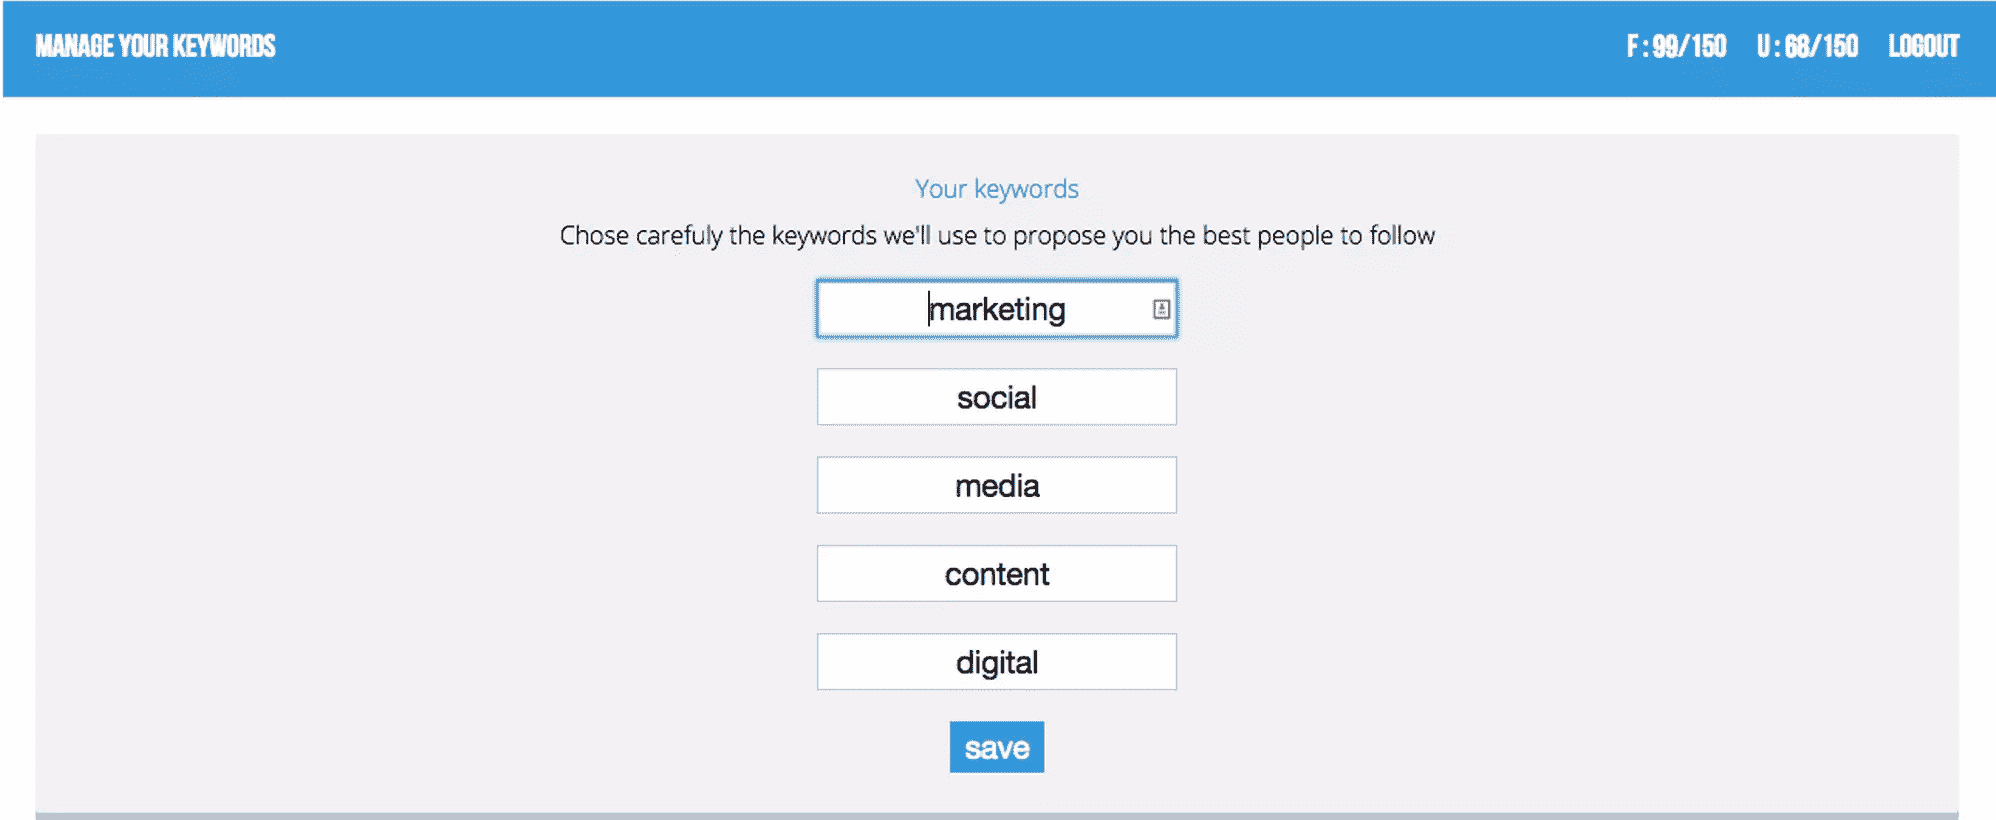 MANAGE YOUR KEYWORDS
F : 99/150 U : 68/150 LOGOUT
Your keywords
Chose carefuly the keywords we'll use to propose you the best people to follow
marketing
social
media
content
digital
save